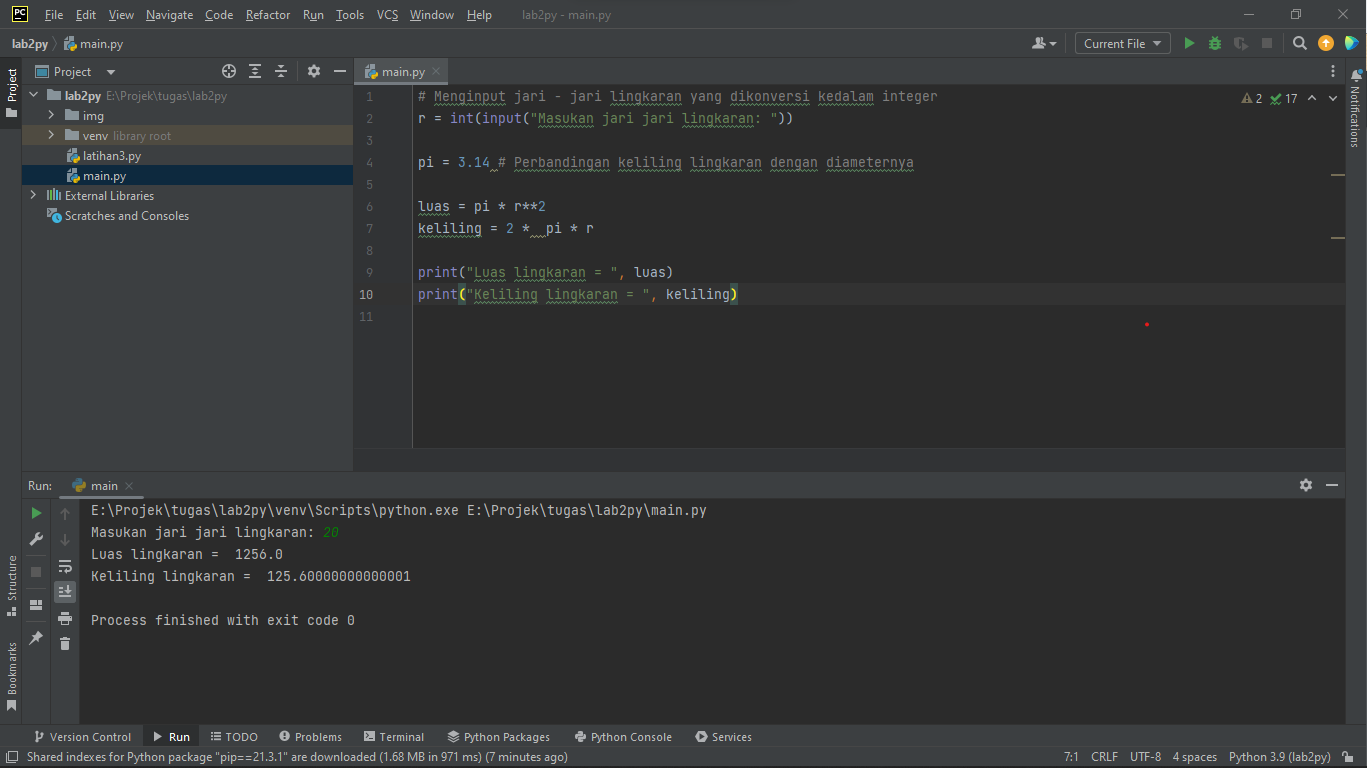 PC File Edit View Navigate Code Refactor Run Tools VCS Window Help lab2py - main.py
lab2py main.py Current File
Project Project main.py
lab2py E:\Projek\tugas\lab2py
img
venv library root
latihan3.py
main.py
External Libraries
Scratches and Consoles
2 17
1 # Menginput jari - jari lingkaran yang dikonversi kedalam integer
2 r = int(input("Masukan jari jari lingkaran: "))
3
4 pi = 3.14 # Perbandingan keliling lingkaran dengan diameternya
5
6 luas = pi * r**2
7 keliling = 2 *  pi * r
8
9 print("Luas lingkaran = ", luas)
10 print("Keliling lingkaran = ", keliling)
11
Notifications
Run: main
E:\Projek\tugas\lab2py\venv\Scripts\python.exe E:\Projek\tugas\lab2py\main.py
Masukan jari jari lingkaran: 20
Luas lingkaran =  1256.0
Keliling lingkaran =  125.60000000000001
Process finished with exit code 0
Structure
Bookmarks
Version Control Run TODO Problems Terminal Python Packages Python Console Services
Shared indexes for Python package "pip==21.3.1" are downloaded (1.68 MB in 971 ms) (7 minutes ago) 7:1 CRLF UTF-8 4 spaces Python 3.9 (lab2py)